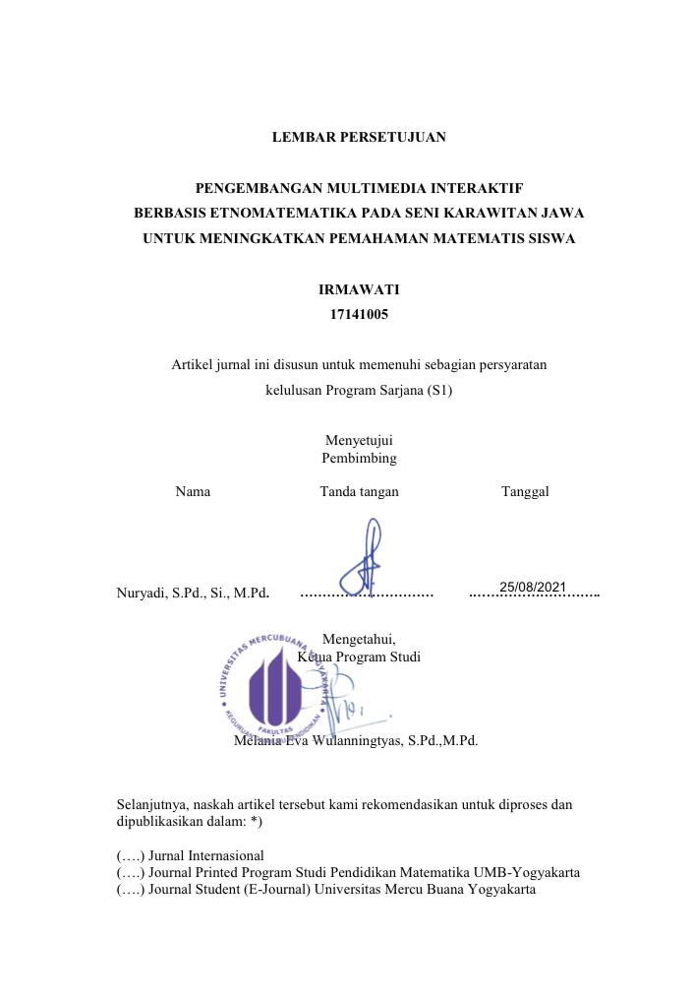 LEMBAR PERSETUJUAN
PENGEMBANGAN MULTIMEDIA INTERAKTIF
BERBASIS ETNOMATEMATIKA PADA SENI KARAWITAN JAWA
UNTUK MENINGKATKAN PEMAHAMAN MATEMATIS SISWA
IRMAWATI
17141005
Artikel jurnal ini disusun untuk memenuhi sebagian persyaratan
kelulusan Program Sarjana (S1)
Menyetujui
Pembimbing
Nama Tanda tangan Tanggal
Nuryadi, S.Pd., Si., M.Pd. ………………………… 25/08/2021
Mengetahui,
Ketua Program Studi
UNIVERSITAS MERCUBUANA YOGYAKARTA
FAKULTAS
KEGURUAN PENDIDIKAN
Melania Eva Wulanningtyas, S.Pd.,M.Pd.
Selanjutnya, naskah artikel tersebut kami rekomendasikan untuk diproses dan
dipublikasikan dalam: *)
(….) Jurnal Internasional
(….) Journal Printed Program Studi Pendidikan Matematika UMB-Yogyakarta
(….) Journal Student (E-Journal) Universitas Mercu Buana Yogyakarta